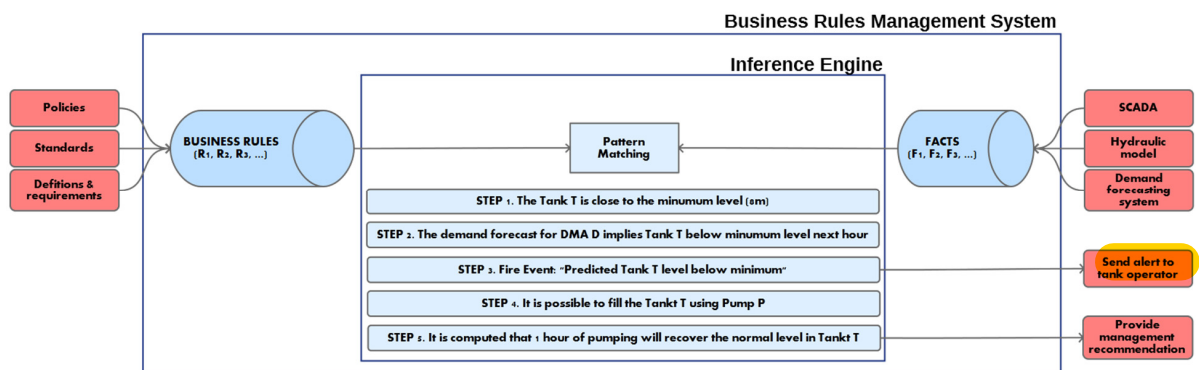 Business Rules Management System
Inference Engine
Policies
Standards
Defitions &
requirements
BUSINESS RULES
(R1, R2, R3, ...)
Pattern
Matching
FACTS
(F1, F2, F3, ...)
SCADA
Hydraulic
model
Demand
forecasting
system
STEP 1. The Tank T is close to the minumum level (8m)
STEP 2. The demand forecast for DMA D implies Tank T below minumum level next hour
STEP 3. Fire Event: "Predicted Tank T level below minimum"
Send alert to
tank operator
STEP 4. It is possible to fill the Tankt T using Pump P
STEP 5. It is computed that 1 hour of pumping will recover the normal level in Tankt T
Provide
management
recommendation